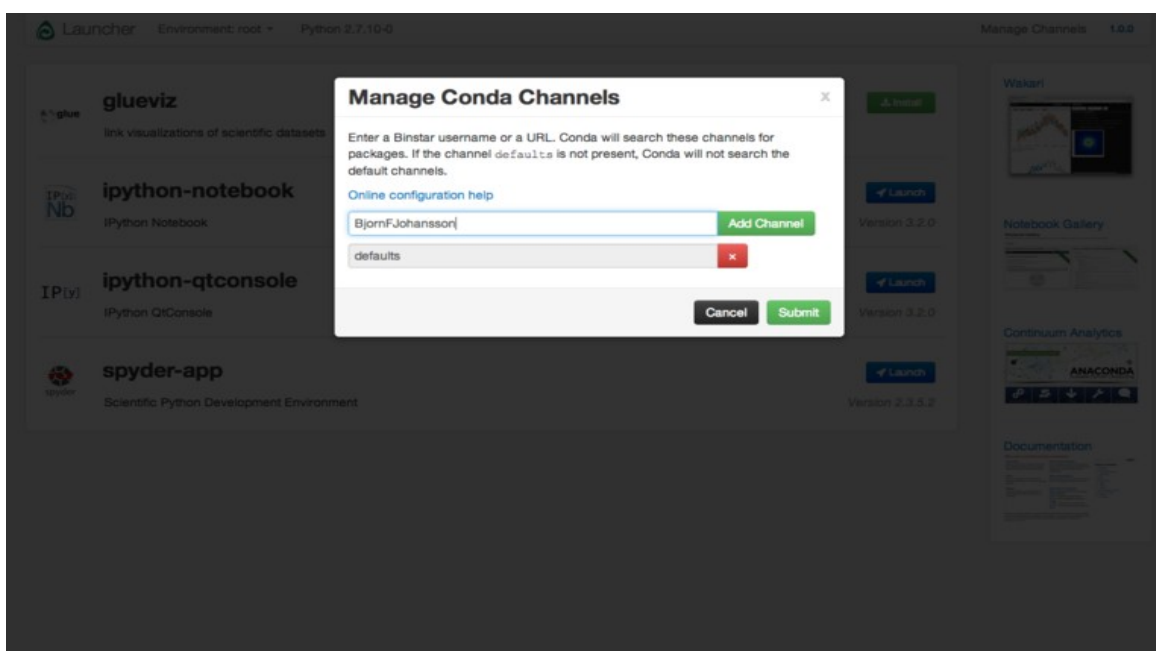 Launcher Environment: root Python 2.7.10-0 Manage Channels 1.0.0
glue
glueviz
link visualizations of scientific datasets
Install
IP[y]:
Nb
ipython-notebook
IPython Notebook
Launch
Version 3.2.0
IP[y]
ipython-qtconsole
IPython QtConsole
Launch
Version 3.2.0
spyder
spyder-app
Scientific Python Development Environment
Launch
Version 2.3.5.2
Manage Conda Channels x
Enter a Binstar username or a URL. Conda will search these channels for
packages. If the channel defaults is not present, Conda will not search the
default channels.
Online configuration help
BjornFJohansson Add Channel
defaults ×
Cancel Submit
Wakari
Notebook Gallery
Continuum Analytics
ANACONDA
Documentation